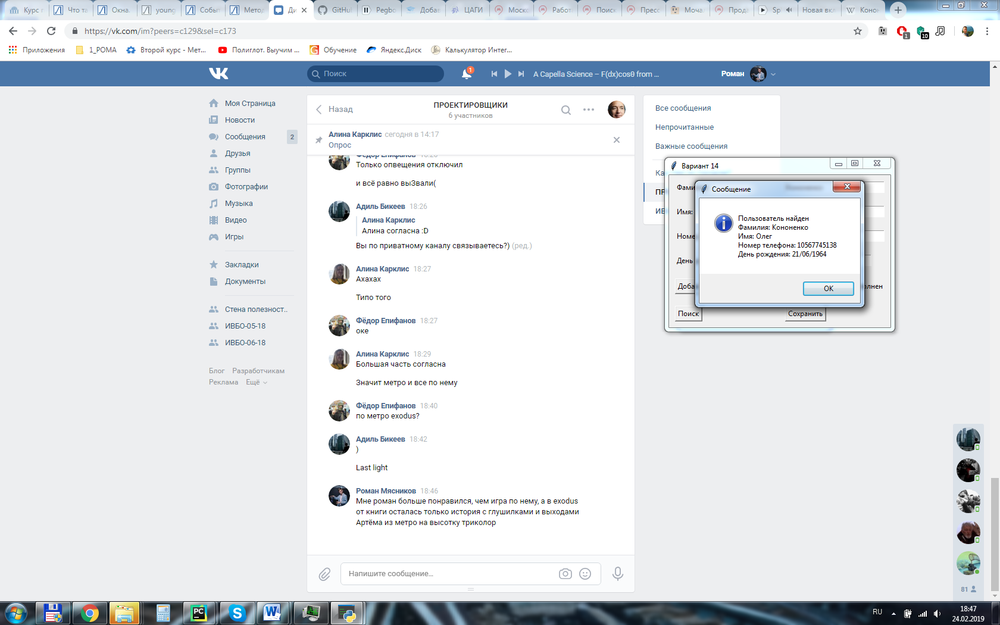 Курс г
Что та
Окна.
young
Событ
Метод
Ди
GitHu
Pegbo
Добав
ЦАГИ
Моско
Работ
Поиск
Пресс
Мочал
Прода
Sp
Новая вкл
Конон
https://vk.com/im?peers=c129&sel=c173
1
10
Приложения
1_РОМА
Второй курс - Мет...
Полиглот. Выучим ...
Обучение
Яндекс.Диск
Калькулятор Интег...
Поиск
1
A Capella Science – F(dx)cosθ from ...
Роман
Моя Страница
Новости
Сообщения 2
Друзья
Группы
Фотографии
Музыка
Видео
Игры
Закладки
Документы
Стена полезност..
ИВБО-05-18
ИВБО-06-18
Блог Разработчикам
Реклама Ещё
Назад
ПРОЕКТИРОВЩИКИ
6 участников
Алина Карклис сегодня в 14:17
Опрос
Фёдор Епифанов
Только опвещения отключил
и всё равно выЗвали(
Адиль Бикеев 18:26
Алина Карклис
Алина согласна :D
Вы по приватному каналу связываетесь?) (ред.)
Алина Карклис 18:27
Ахахах
Типо того
Фёдор Епифанов 18:27
оке
Алина Карклис 18:29
Большая часть согласна
Значит метро и все по нему
Фёдор Епифанов 18:40
по метро exodus?
Адиль Бикеев 18:42
)
Last light
Роман Мясников 18:46
Мне роман больше понравился, чем игра по нему, а в exodus
от книги осталась только история с глушилками и выходами
Артёма из метро на высотку триколор
Напишите сообщение...
Все сообщения
Непрочитанные
Важные сообщения
Ка
ПР
ИВ
Вариант 14
Фами
Имя:
Номе
День
Доба
олнен
Поиск
Сохранить
Сообщение
Пользователь найден
Фамилия: Кононенко
Имя: Олег
Номер телефона: 10567745138
День рождения: 21/06/1964
OK
81
RU
18:47
24.02.2019